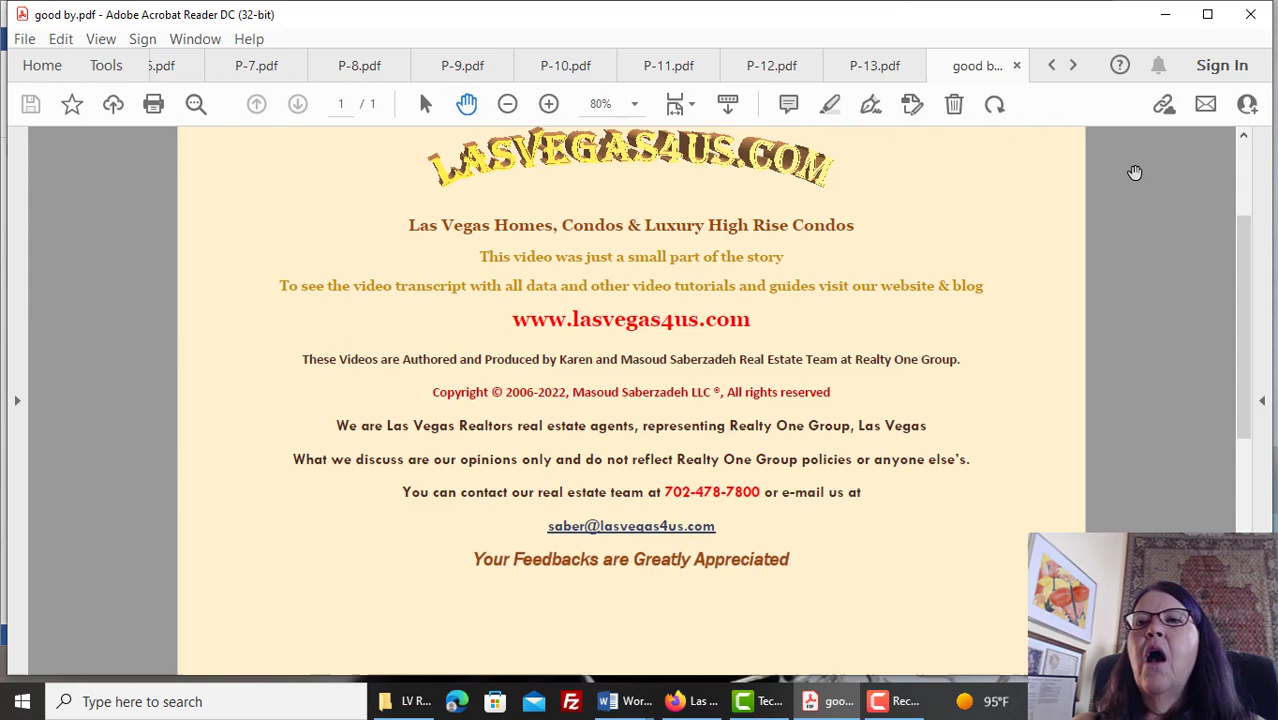 good by.pdf - Adobe Acrobat Reader DC (32-bit)
File Edit View Sign Window Help
Home Tools 5.pdf P-7.pdf P-8.pdf P-9.pdf P-10.pdf P-11.pdf P-12.pdf P-13.pdf good b... Sign In
1 / 1 80%
LASVEGAS4US.COM
Las Vegas Homes, Condos & Luxury High Rise Condos
This video was just a small part of the story
To see the video transcript with all data and other video tutorials and guides visit our website & blog
www.lasvegas4us.com
These Videos are Authored and Produced by Karen and Masoud Saberzadeh Real Estate Team at Realty One Group.
Copyright © 2006-2022, Masoud Saberzadeh LLC ®, All rights reserved
We are Las Vegas Realtors real estate agents, representing Realty One Group, Las Vegas
What we discuss are our opinions only and do not reflect Realty One Group policies or anyone else's.
You can contact our real estate team at 702-478-7800 or e-mail us at
saber@lasvegas4us.com
Your Feedbacks are Greatly Appreciated
Type here to search LV R... Wor... Las ... Tec... goo... Rec... 95°F